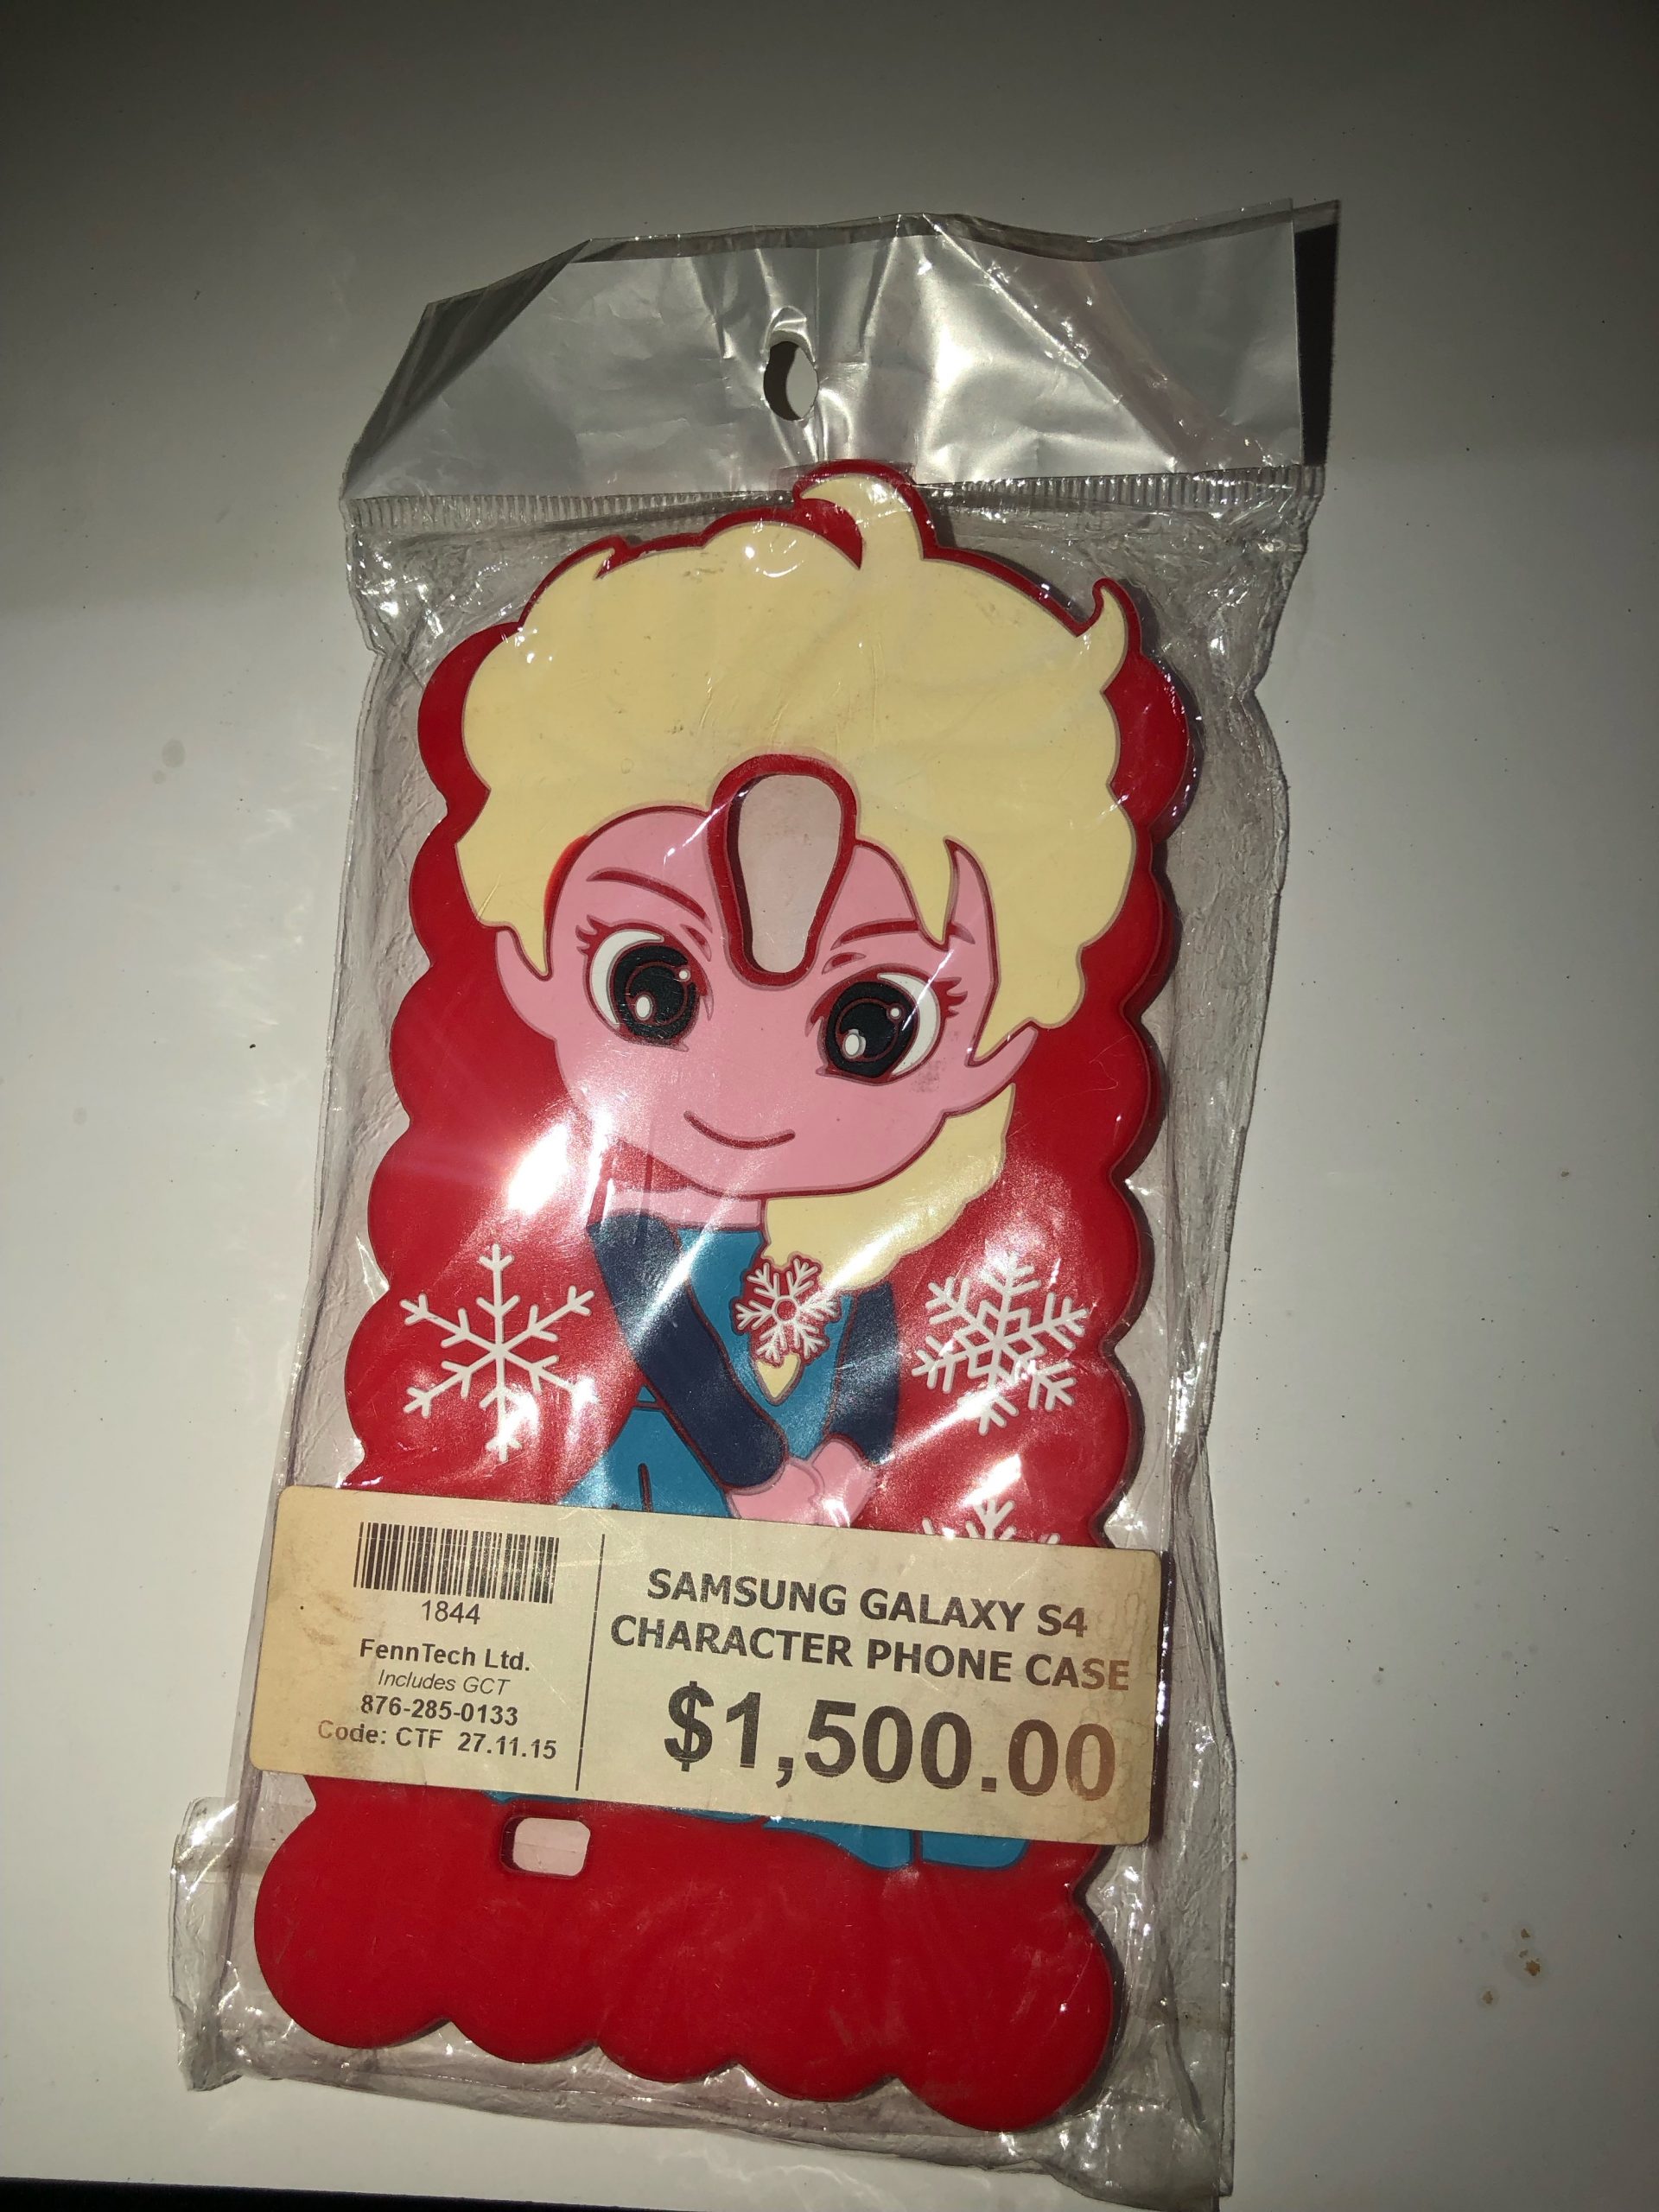 1844
FennTech Ltd.
Includes GCT
876-285-0133
Code: CTF 27.11.15
SAMSUNG GALAXY S4
CHARACTER PHONE CASE
$1,500.00